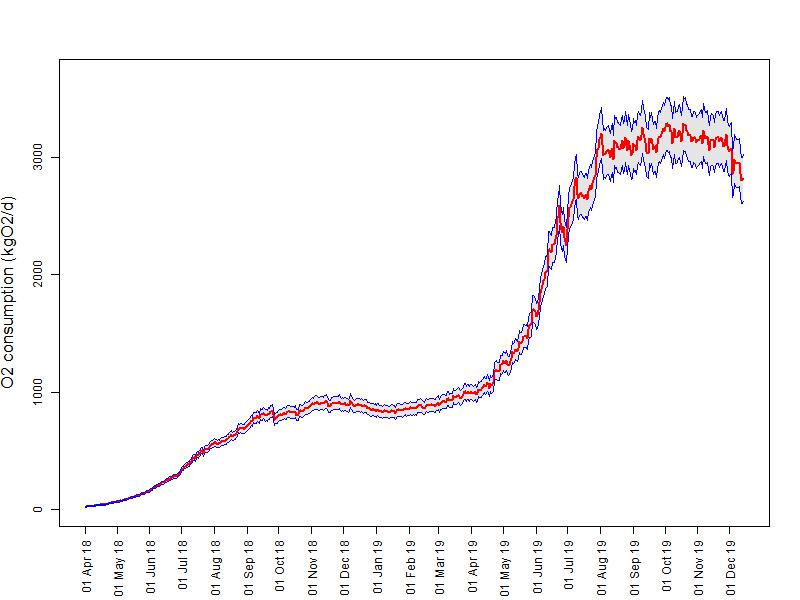 O2 consumption (kgO2/d)
3000
2000
1000
0
01 Apr 18
01 May 18
01 Jun 18
01 Jul 18
01 Aug 18
01 Sep 18
01 Oct 18
01 Nov 18
01 Dec 18
01 Jan 19
01 Feb 19
01 Mar 19
01 Apr 19
01 May 19
01 Jun 19
01 Jul 19
01 Aug 19
01 Sep 19
01 Oct 19
01 Nov 19
01 Dec 19